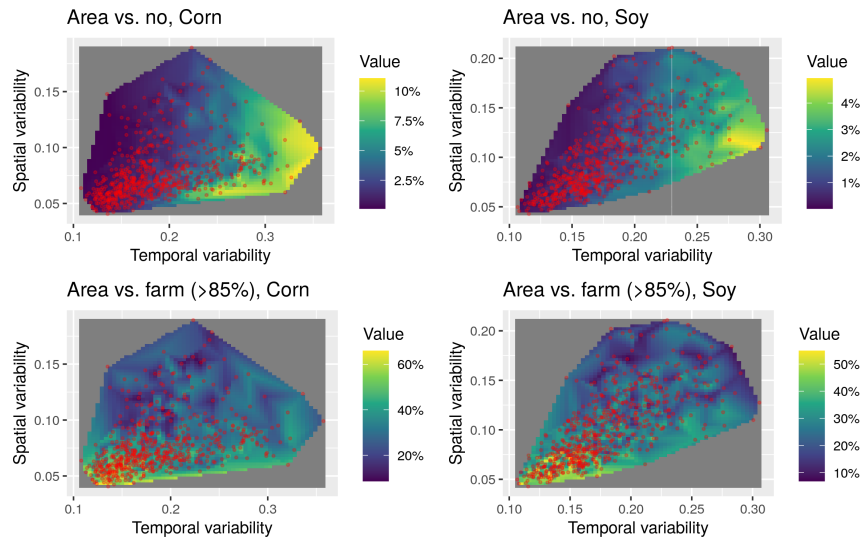 Area vs. no, Corn
Spatial variability
0.15
0.10
0.05
0.1
0.2
0.3
Temporal variability
Value
10%
7.5%
5%
2.5%
Area vs. no, Soy
Spatial variability
0.20
0.15
0.10
0.05
0.10
0.15
0.20
0.25
0.30
Temporal variability
Value
4%
3%
2%
1%
Area vs. farm (>85%), Corn
Spatial variability
0.15
0.10
0.05
0.1
0.2
0.3
Temporal variability
Value
60%
40%
20%
Area vs. farm (>85%), Soy
Spatial variability
0.20
0.15
0.10
0.05
0.10
0.15
0.20
0.25
0.30
Temporal variability
Value
50%
40%
30%
20%
10%